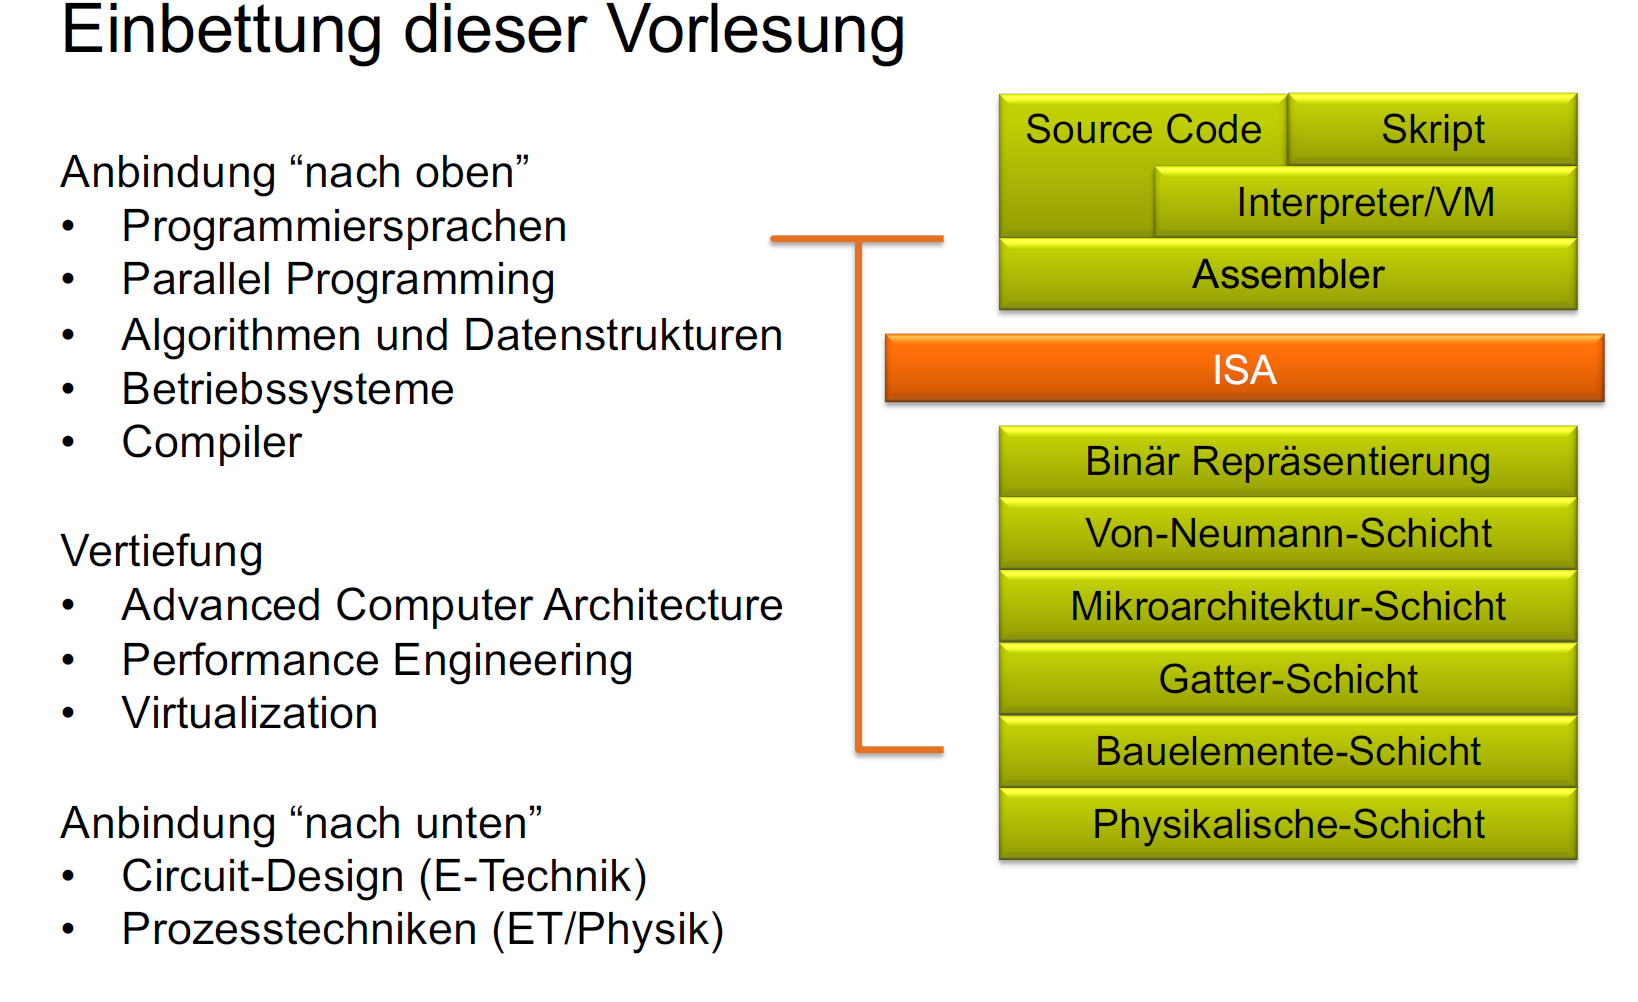 Einbettung dieser Vorlesung
Anbindung “nach oben”
• Programmiersprachen
• Parallel Programming
• Algorithmen und Datenstrukturen
• Betriebssysteme
• Compiler
Vertiefung
• Advanced Computer Architecture
• Performance Engineering
• Virtualization
Anbindung “nach unten”
• Circuit-Design (E-Technik)
• Prozesstechniken (ET/Physik)
Source Code
Skript
Interpreter/VM
Assembler
ISA
Binär Repräsentierung
Von-Neumann-Schicht
Mikroarchitektur-Schicht
Gatter-Schicht
Bauelemente-Schicht
Physikalische-Schicht